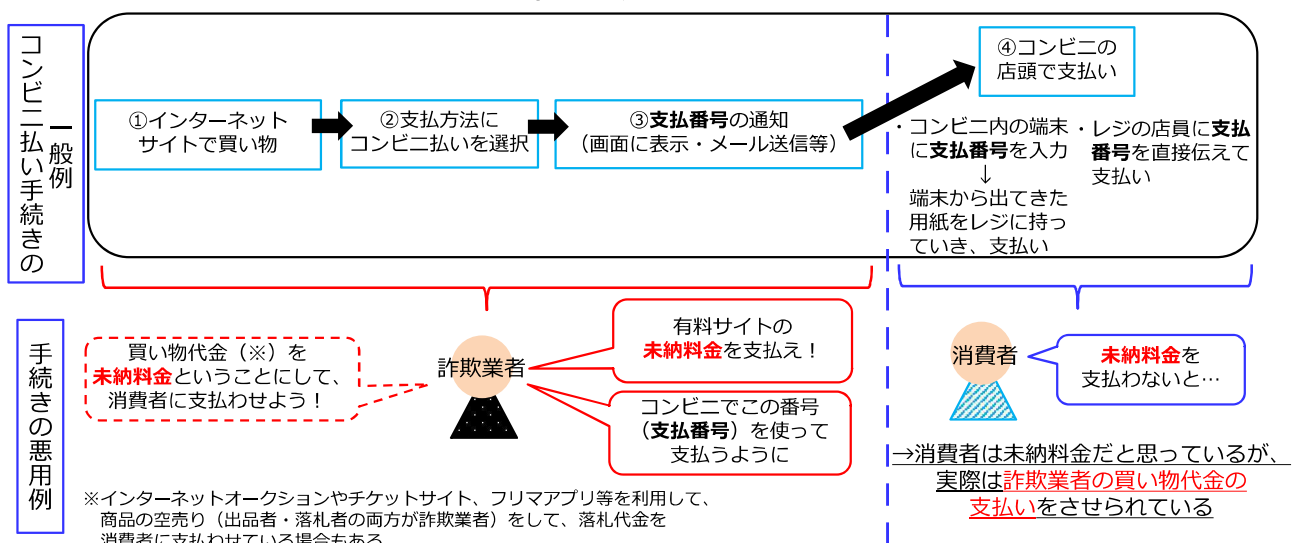 コンビニ払い手続きの
一般例
①インターネット
サイトで買い物
②支払方法に
コンビニ払いを選択
③支払番号の通知
（画面に表示・メール送信等）
④コンビニの
店頭で支払い
・コンビニ内の端末
に支払番号を入力
↓
端末から出てきた
用紙をレジに持っ
ていき、支払い
・レジの店員に支払
番号を直接伝えて
支払い
手続きの悪用例
買い物代金（※）を
未納料金ということにして、
消費者に支払わせよう！
詐欺業者
有料サイトの
未納料金を支払え！
コンビニでこの番号
（支払番号）を使って
支払うように
消費者
未納料金を
支払わないと…
→消費者は未納料金だと思っているが、
実際は詐欺業者の買い物代金の
支払いをさせられている
※インターネットオークションやチケットサイト、フリマアプリ等を利用して、
商品の空売り（出品者・落札者の両方が詐欺業者）をして、落札代金を
消費者に支払わせている場合もある